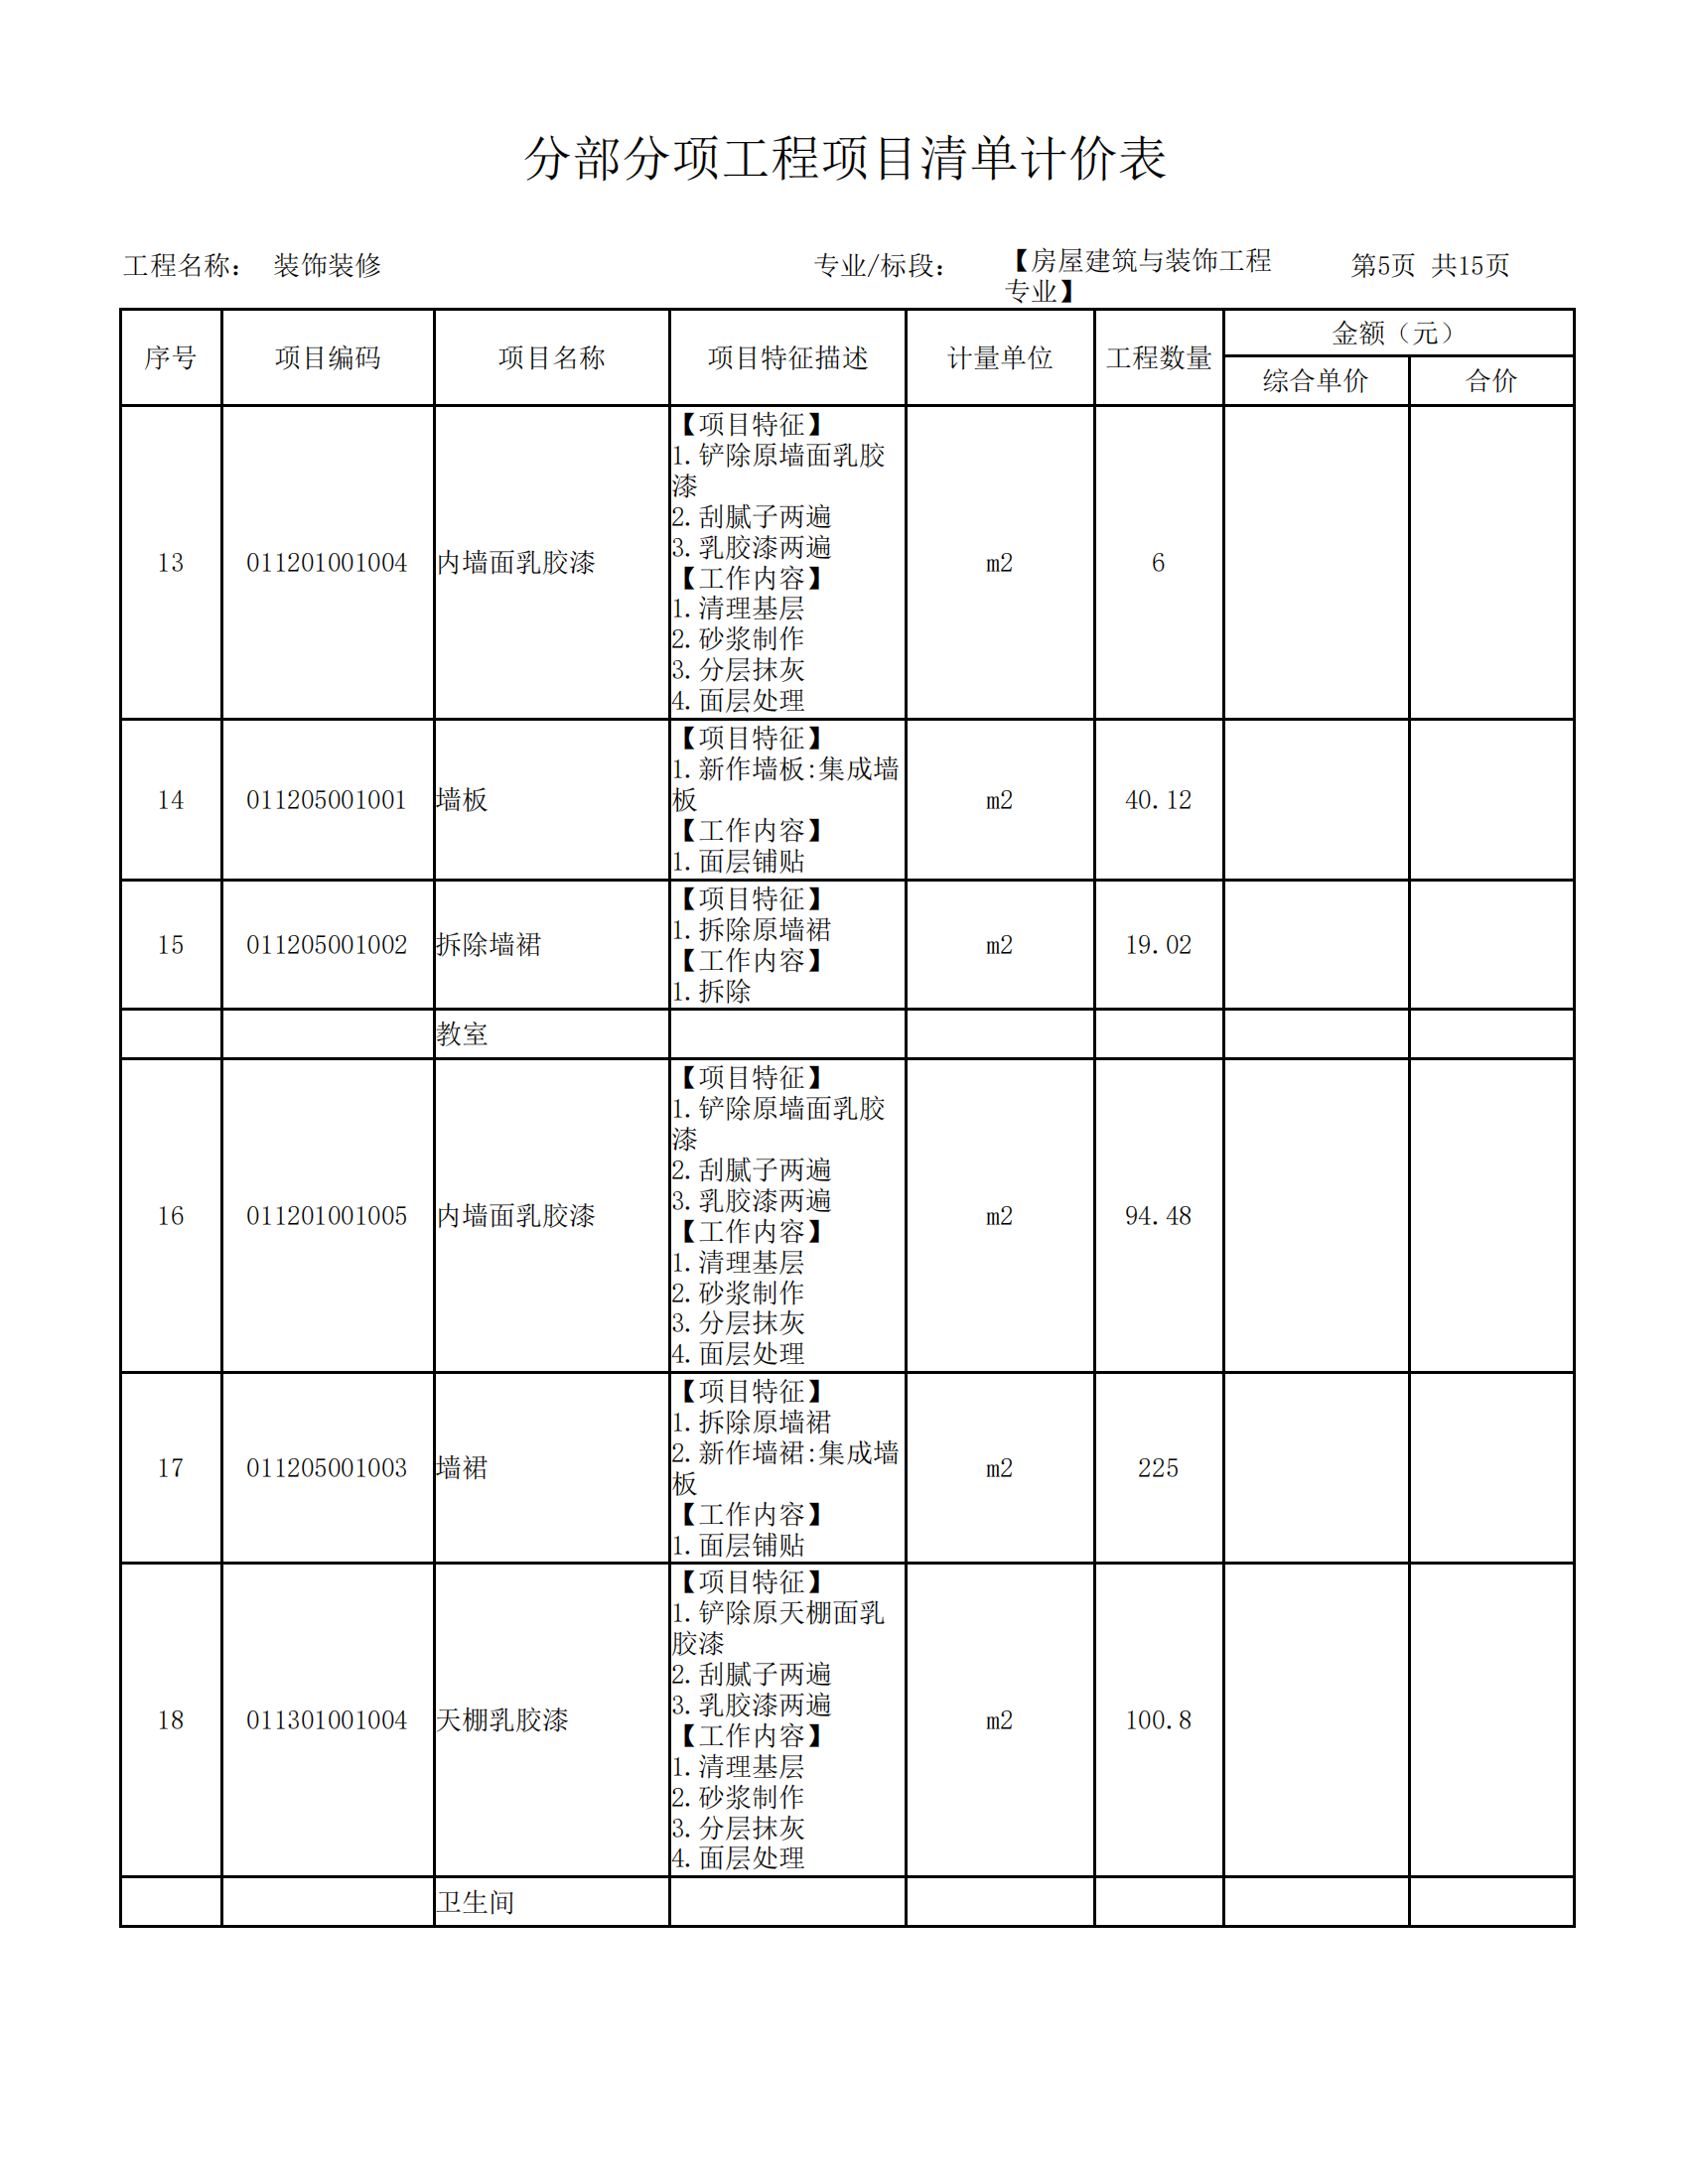 分部分项工程项目清单计价表
工程名称： 装饰装修
专业/标段：
【房屋建筑与装饰工程
专业】
第5页 共15页
序号
项目编码
项目名称
项目特征描述
计量单位
工程数量
金额（元）
综合单价
合价
13
011201001004
内墙面乳胶漆
【项目特征】
1.铲除原墙面乳胶
漆
2.刮腻子两遍
3.乳胶漆两遍
【工作内容】
1.清理基层
2.砂浆制作
3.分层抹灰
4.面层处理
m2
6
14
011205001001
墙板
【项目特征】
1.新作墙板:集成墙
板
【工作内容】
1.面层铺贴
m2
40.12
15
011205001002
拆除墙裙
【项目特征】
1.拆除原墙裙
【工作内容】
1.拆除
m2
19.02
教室
16
011201001005
内墙面乳胶漆
【项目特征】
1.铲除原墙面乳胶
漆
2.刮腻子两遍
3.乳胶漆两遍
【工作内容】
1.清理基层
2.砂浆制作
3.分层抹灰
4.面层处理
m2
94.48
17
011205001003
墙裙
【项目特征】
1.拆除原墙裙
2.新作墙裙:集成墙
板
【工作内容】
1.面层铺贴
m2
225
18
011301001004
天棚乳胶漆
【项目特征】
1.铲除原天棚面乳
胶漆
2.刮腻子两遍
3.乳胶漆两遍
【工作内容】
1.清理基层
2.砂浆制作
3.分层抹灰
4.面层处理
m2
100.8
卫生间